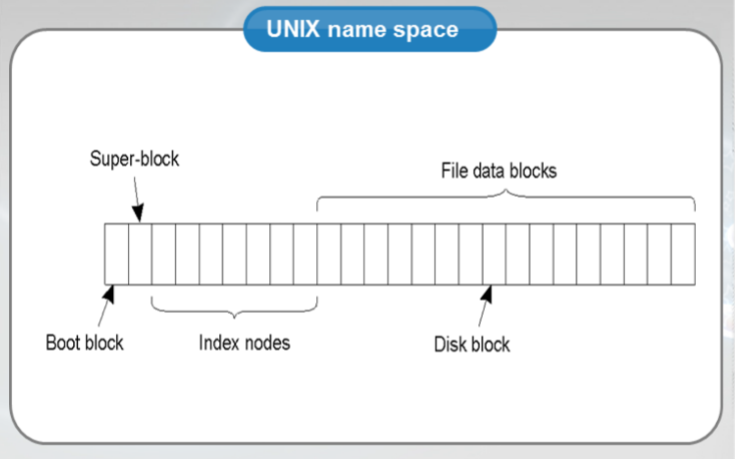 UNIX name space
Super-block
File data blocks
Boot block
Index nodes
Disk block